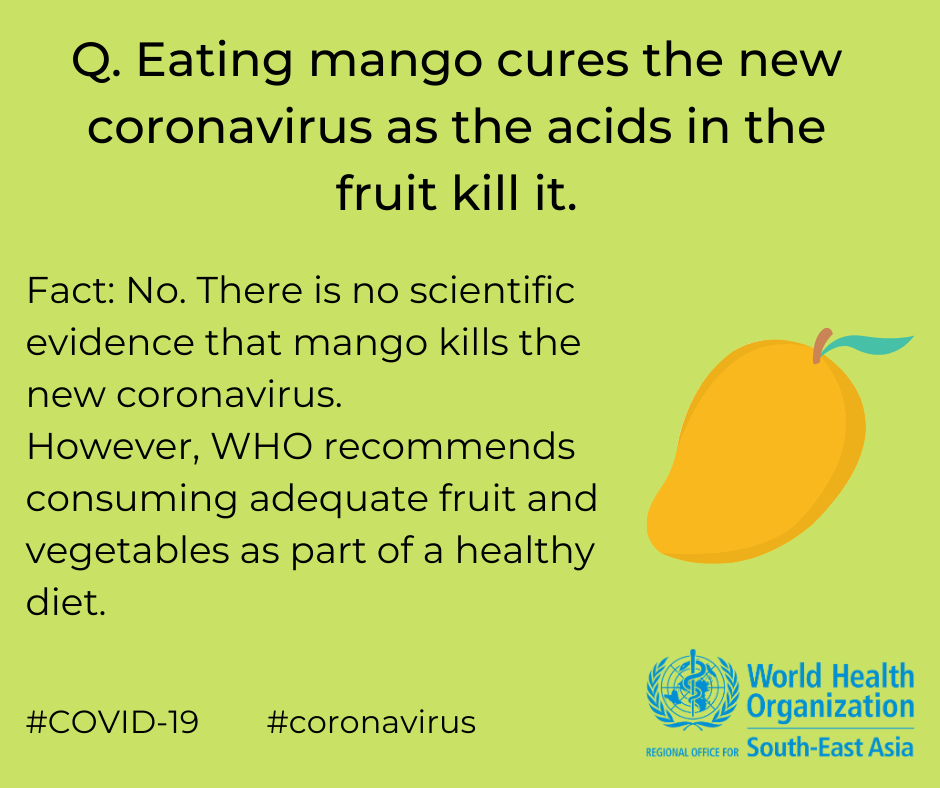 Q. Eating mango cures the new
coronavirus as the acids in the
fruit kill it.
Fact: No. There is no scientific
evidence that mango kills the
new coronavirus.
However, WHO recommends
consuming adequate fruit and
vegetables as part of a healthy
diet.
#COVID-19 #coronavirus
World Health
Organization
REGIONAL OFFICE FOR South-East Asia